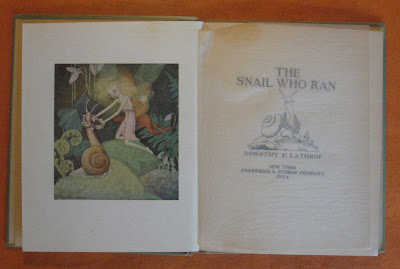 THE
SNAIL WHO RAN
DOROTHY P. LATHROP
NEW YORK
FREDERICK A. STOKES COMPANY